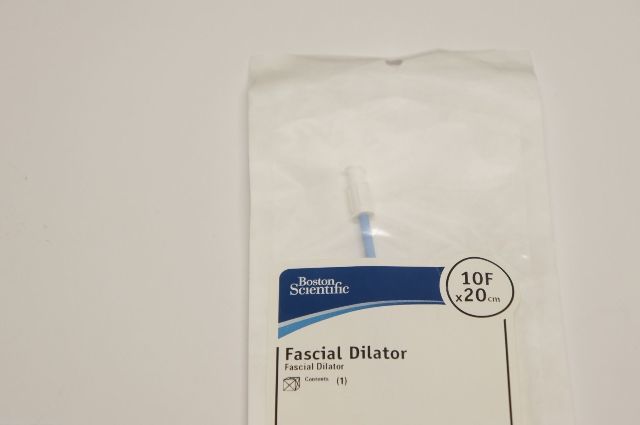 Boston
Scientific
10F
x20cm
Fascial Dilator
Fascial Dilator
Contents (1)